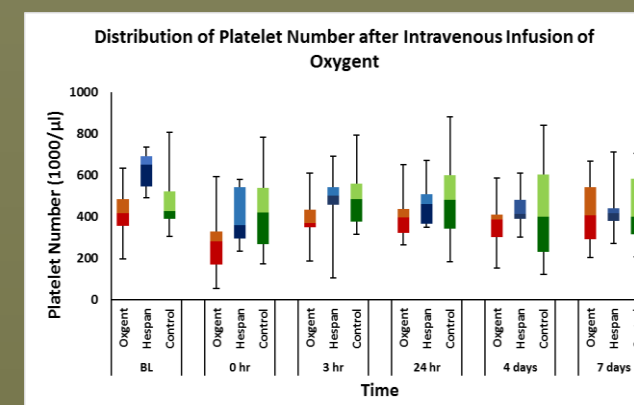 Distribution of Platelet Number after Intravenous Infusion of
Oxygent
Platelet Number (1000/µl)
1000
800
600
400
200
0
Oxgent Hespan Control Oxgent Hespan Control Oxgent Hespan Control Oxgent Hespan Control Oxgent Hespan Control Oxgent Hespan Control
BL 0 hr 3 hr 24 hr 4 days 7 days
Time